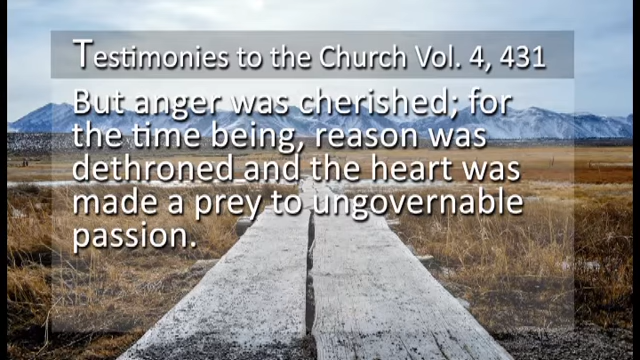 Testimonies to the Church Vol. 4, 431
But anger was cherished; for
the time being, reason was
dethroned and the heart was
made a prey to ungovernable
passion.